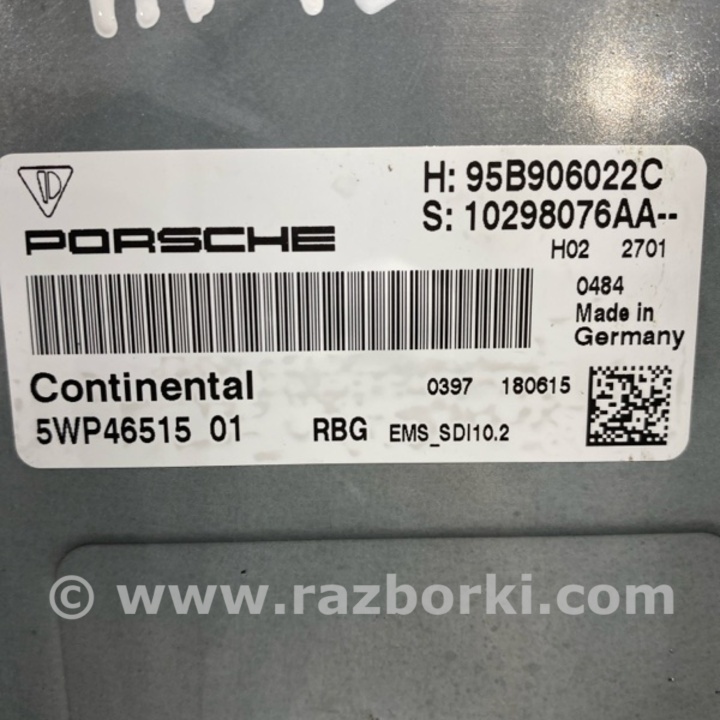 H: 95B906022C
PORSCHE
S: 10298076AA--
H02 2701
0484
Made in
Germany
Continental
0397 180615
5WP46515 01 RBG EMS_SDI10.2
© www.razborki.com